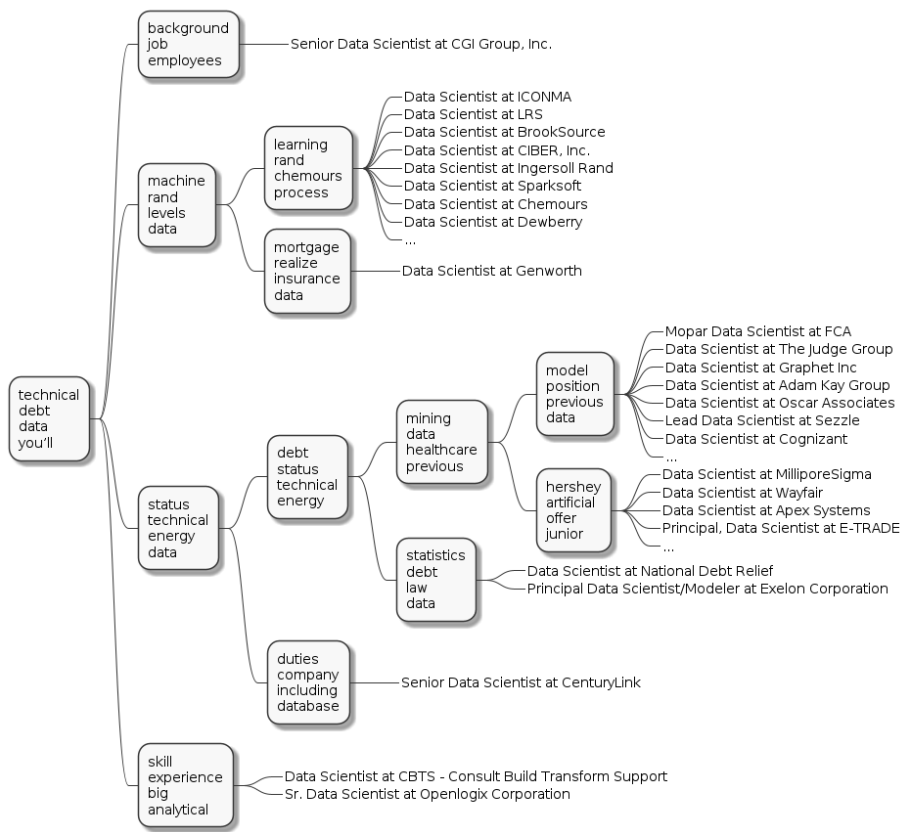 background
job
employees
Senior Data Scientist at CGI Group, Inc.
machine
rand
levels
data
learning
rand
chemours
process
Data Scientist at ICONMA
Data Scientist at LRS
Data Scientist at BrookSource
Data Scientist at CIBER, Inc.
Data Scientist at Ingersoll Rand
Data Scientist at Sparksoft
Data Scientist at Chemours
Data Scientist at Dewberry
...
mortgage
realize
insurance
data
Data Scientist at Genworth
technical
debt
data
you’ll
status
technical
energy
data
debt
status
technical
energy
mining
data
healthcare
previous
model
position
previous
data
Mopar Data Scientist at FCA
Data Scientist at The Judge Group
Data Scientist at Graphet Inc
Data Scientist at Adam Kay Group
Data Scientist at Oscar Associates
Lead Data Scientist at Sezzle
Data Scientist at Cognizant
...
hershey
artificial
offer
junior
Data Scientist at MilliporeSigma
Data Scientist at Wayfair
Data Scientist at Apex Systems
Principal, Data Scientist at E-TRADE
...
statistics
debt
law
data
Data Scientist at National Debt Relief
Principal Data Scientist/Modeler at Exelon Corporation
duties
company
including
database
Senior Data Scientist at CenturyLink
skill
experience
big
analytical
Data Scientist at CBTS - Consult Build Transform Support
Sr. Data Scientist at Openlogix Corporation